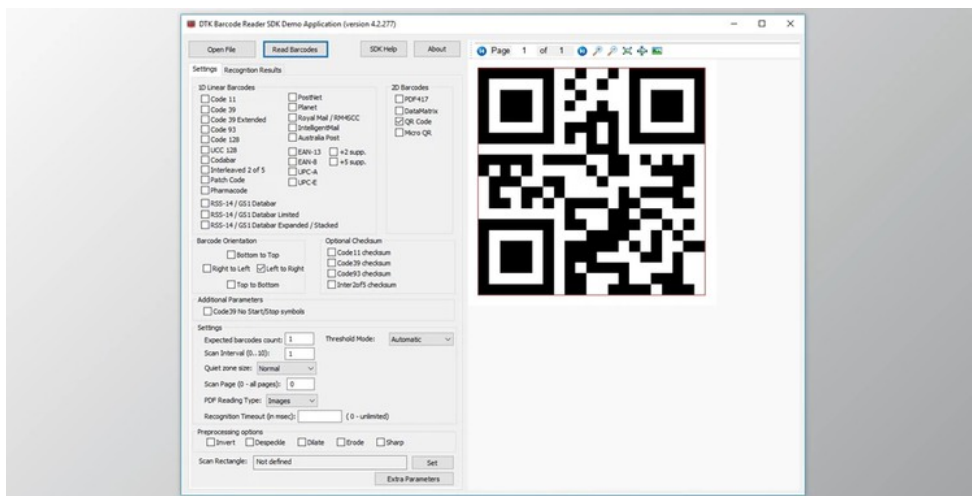 DTK Barcode Reader SDK Demo Application (version 4.2.277)
Open File Read Barcodes SDK Help About
Page 1 of 1
Settings Recogntion Results
1D Linear Barcodes
Code 11
Code 39
Code 39 Extended
Code 93
Code 128
UCC 128
Codabar
Interleaved 2 of 5
Patch Code
Pharmacode
RSS-14 / GS1 Databar
RSS-14 / GS1 Databar Limited
RSS-14 / GS1 Databar Expanded / Stacked
PostNet
Planet
Royal Mail / RM4SCC
IntelligentMail
Australia Post
EAN-13 +2 supp.
EAN-8 +5 supp.
UPC-A
UPC-E
2D Barcodes
PDF417
DataMatrix
QR Code
Micro QR
Barcode Orientation
Bottom to Top
Right to Left Left to Right
Top to Bottom
Optional Checksum
Code11 checksum
Code39 checksum
Code93 checksum
Inter2of5 checksum
Additional Parameters
Code39 No Start/Stop symbols
Settings
Expected barcodes count: 1 Threshold Mode: Automatic
Scan Interval (0...10): 1
Quiet zone size: Normal
Scan Page (0 - all pages): 0
PDF Reading Type: Images
Recognition Timeout (in msec): ( 0 - unlimited)
Preprocessing options
Invert Despeckle Dilate Erode Sharp
Scan Rectangle: Not defined Set
Extra Parameters